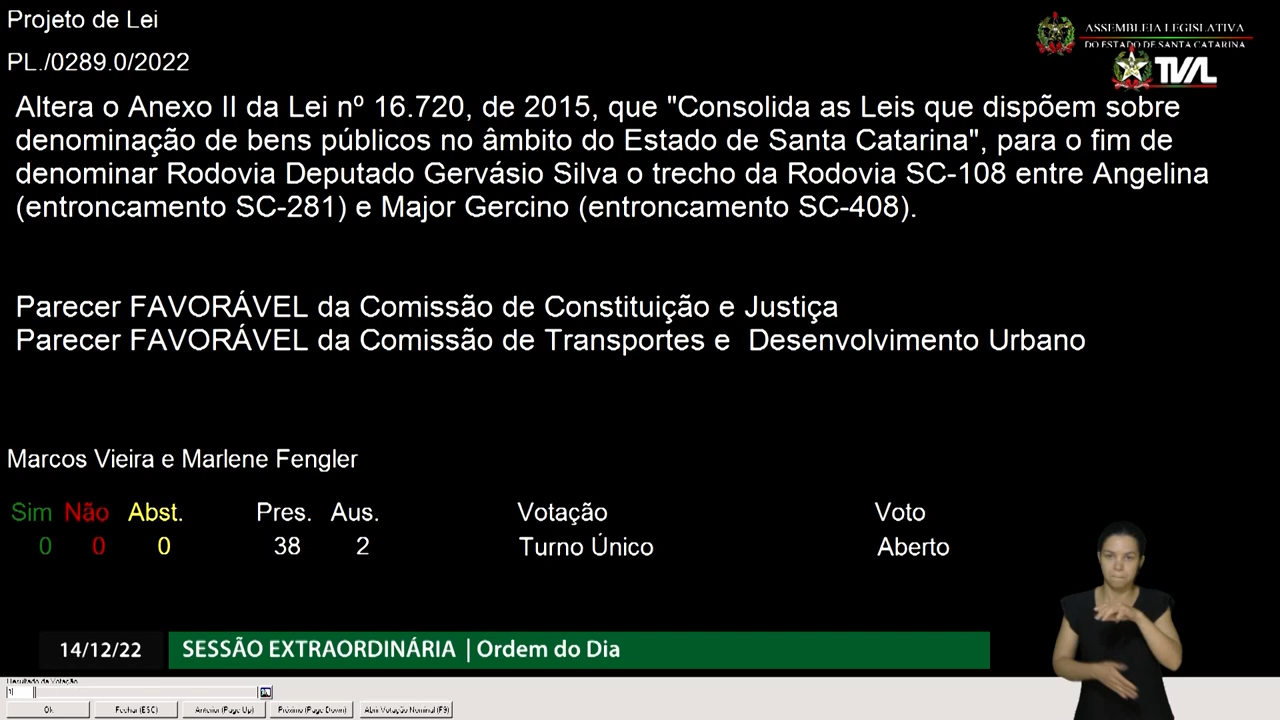 Projeto de Lei
PL./0289.0/2022
ASSEMBLEIA LEGISLATIVA
DO ESTADO DE SANTA CATARINA
TVAL
Altera o Anexo II da Lei nº 16.720, de 2015, que "Consolida as Leis que dispõem sobre
denominação de bens públicos no âmbito do Estado de Santa Catarina", para o fim de
denominar Rodovia Deputado Gervásio Silva o trecho da Rodovia SC-108 entre Angelina
(entroncamento SC-281) e Major Gercino (entroncamento SC-408).
Parecer FAVORÁVEL da Comissão de Constituição e Justiça
Parecer FAVORÁVEL da Comissão de Transportes e Desenvolvimento Urbano
Marcos Vieira e Marlene Fengler
Sim Não Abst. Pres. Aus. Votação Voto
0 0 0 38 2 Turno Único Aberto
14/12/22 SESSÃO EXTRAORDINÁRIA | Ordem do Dia
Resultado da Votação
Ok Fechar (ESC) Anterior (Page Up) Próximo (Page Down) Abrir Votação Nominal (F9)